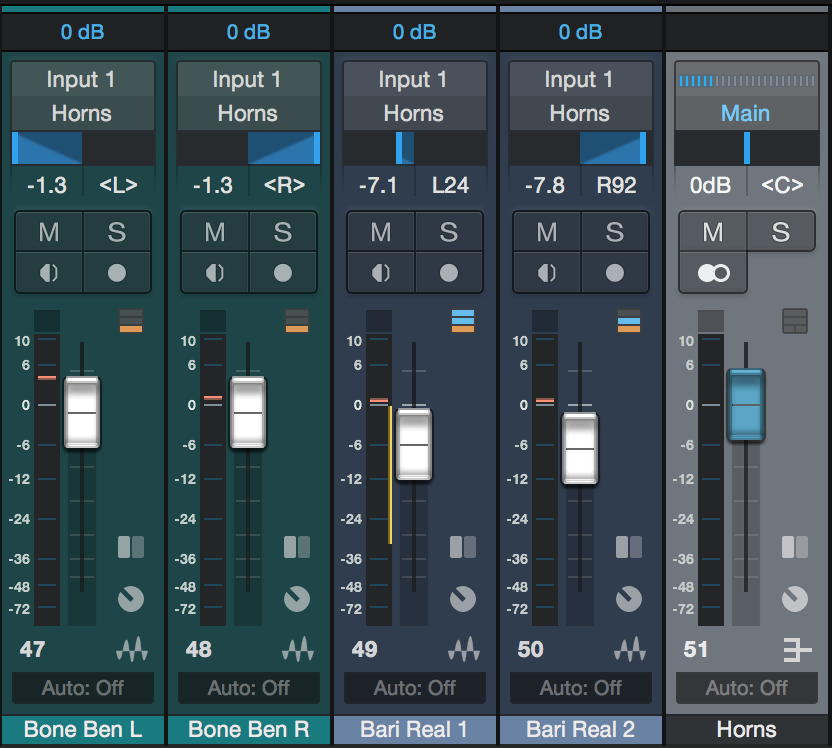 0 dB 0 dB 0 dB 0 dB
Input 1 Input 1 Input 1 Input 1
Horns Horns Horns Horns Main
-1.3 <L> -1.3 <R> -7.1 L24 -7.8 R92 0dB <C>
M S M S M S M S M S
10 10 10 10 10
6 6 6 6 6
0 0 0 0 0
-6 -6 -6 -6 -6
-12 -12 -12 -12 -12
-24 -24 -24 -24 -24
-36 -36 -36 -36 -36
-48 -48 -48 -48 -48
-72 -72 -72 -72 -72
47 48 49 50 51
Auto: Off Auto: Off Auto: Off Auto: Off Auto: Off
Bone Ben L Bone Ben R Bari Real 1 Bari Real 2 Horns